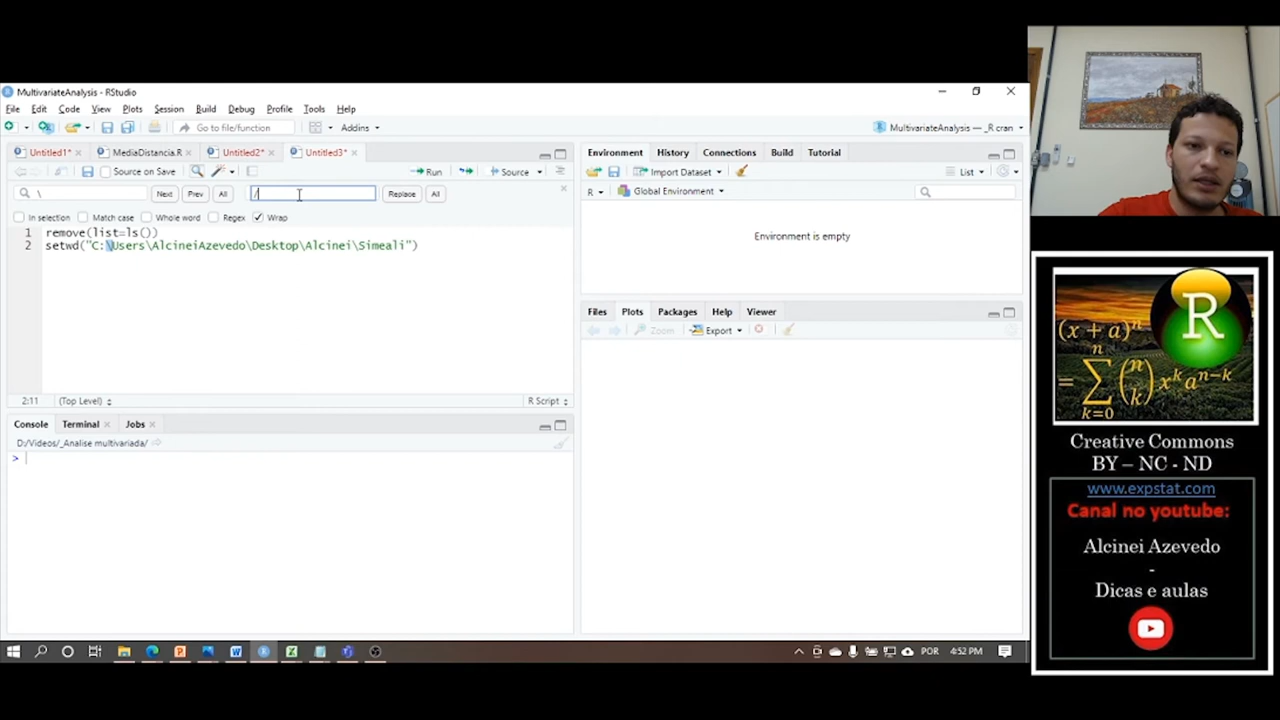 MultivariateAnalysis - RStudio
File Edit Code View Plots Session Build Debug Profile Tools Help
Go to file/function Addins MultivariateAnalysis — _R cran
Untitled1* MediaDistancia.R Untitled2* Untitled3*
Source on Save Run Source
\ Next Prev All / Replace All
In selection Match case Whole word Regex Wrap
1 remove(list=ls())
2 setwd("C:\Users\AlcineiAzevedo\Desktop\Alcinei\Simeali")
2:11 (Top Level) R Script
Console Terminal Jobs
D:/Videos/_Analise multivariada/
>
Environment History Connections Build Tutorial
Import Dataset List
R Global Environment
Environment is empty
Files Plots Packages Help Viewer
Zoom Export
POR 4:52 PM
R
(x + a)^n
= \sum_{k=0}^{n} \binom{n}{k} x^k a^{n-k}
Creative Commons
BY – NC - ND
www.expstat.com
Canal no youtube:
Alcinei Azevedo
-
Dicas e aulas